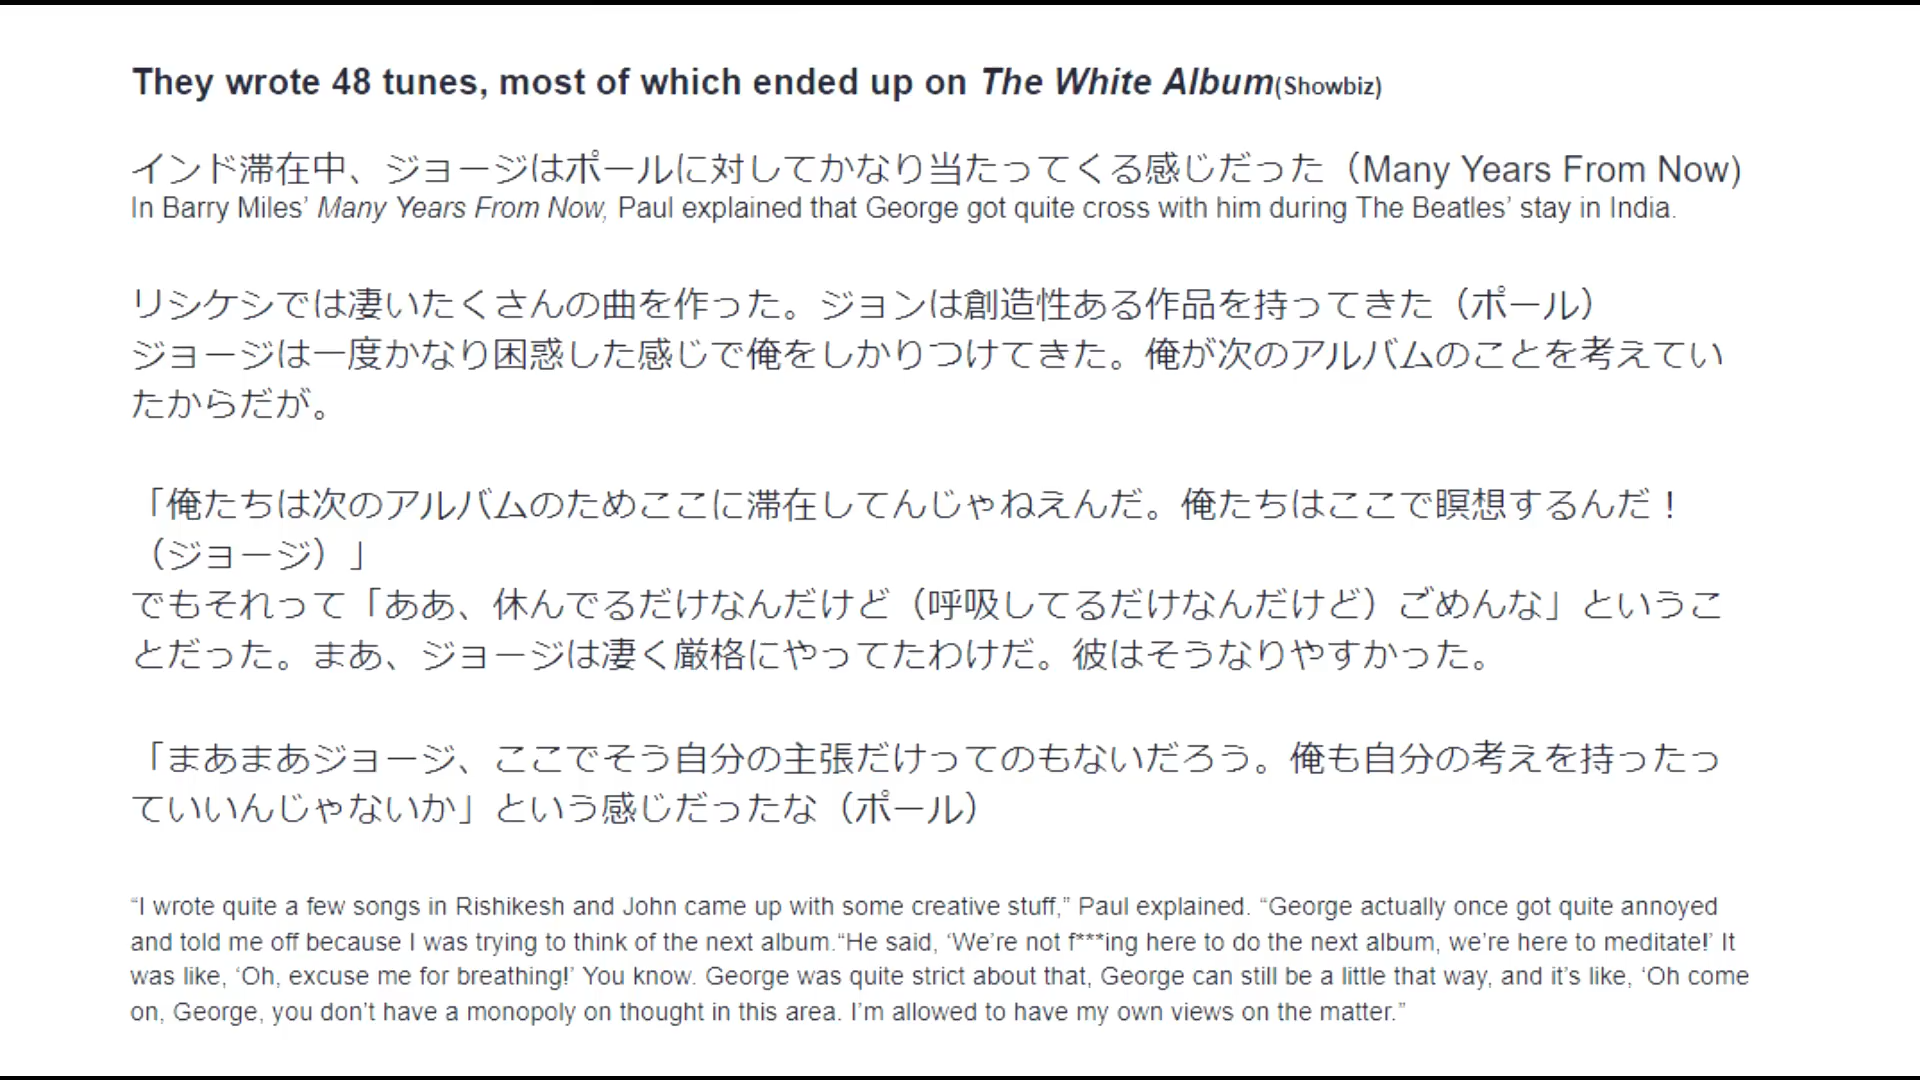 They wrote 48 tunes, most of which ended up on The White Album(Showbiz)
インド滞在中、ジョージはポールに対してかなり当たってくる感じだった（Many Years From Now)
In Barry Miles’ Many Years From Now, Paul explained that George got quite cross with him during The Beatles’ stay in India.
リシケシでは凄いたくさんの曲を作った。ジョンは創造性ある作品を持ってきた（ポール）
ジョージは一度かなり困惑した感じで俺をしかりつけてきた。俺が次のアルバムのことを考えてい
たからだが。
「俺たちは次のアルバムのためここに滞在してんじゃねえんだ。俺たちはここで瞑想するんだ！
（ジョージ）」
でもそれって「ああ、休んでるだけなんだけど（呼吸してるだけなんだけど）ごめんな」というこ
とだった。まあ、ジョージは凄く厳格にやってたわけだ。彼はそうなりやすかった。
「まあまあジョージ、ここでそう自分の主張だけってのもないだろう。俺も自分の考えを持ったっ
ていいんじゃないか」という感じだったな（ポール）
“I wrote quite a few songs in Rishikesh and John came up with some creative stuff,” Paul explained. “George actually once got quite annoyed
and told me off because I was trying to think of the next album.“He said, ‘We’re not f***ing here to do the next album, we’re here to meditate!’ It
was like, ‘Oh, excuse me for breathing!’ You know. George was quite strict about that, George can still be a little that way, and it’s like, ‘Oh come
on, George, you don’t have a monopoly on thought in this area. I’m allowed to have my own views on the matter.”